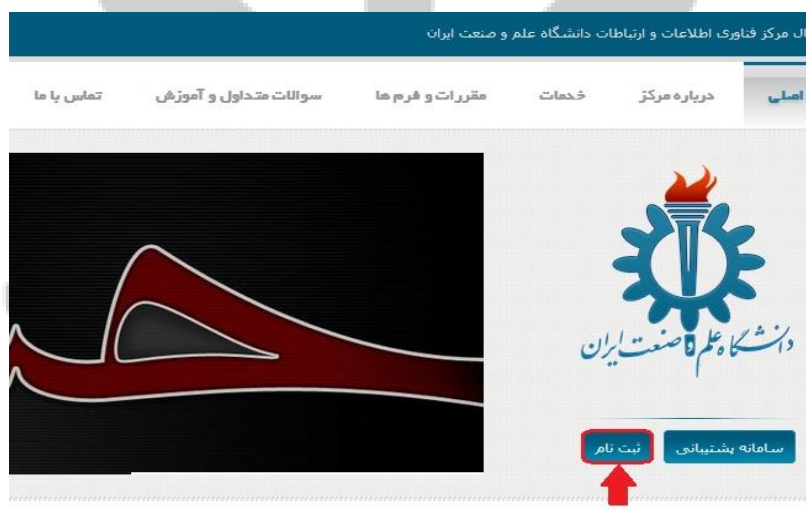 مرکز فناوری اطلاعات و ارتباطات دانشگاه علم و صنعت ایران
اصلی درباره مرکز خدمات مقررات و فرم ها سوالات متداول و آموزش تماس با ما
دانشگاه علم و صنعت ایران
سامانه پشتیبانی ثبت نام